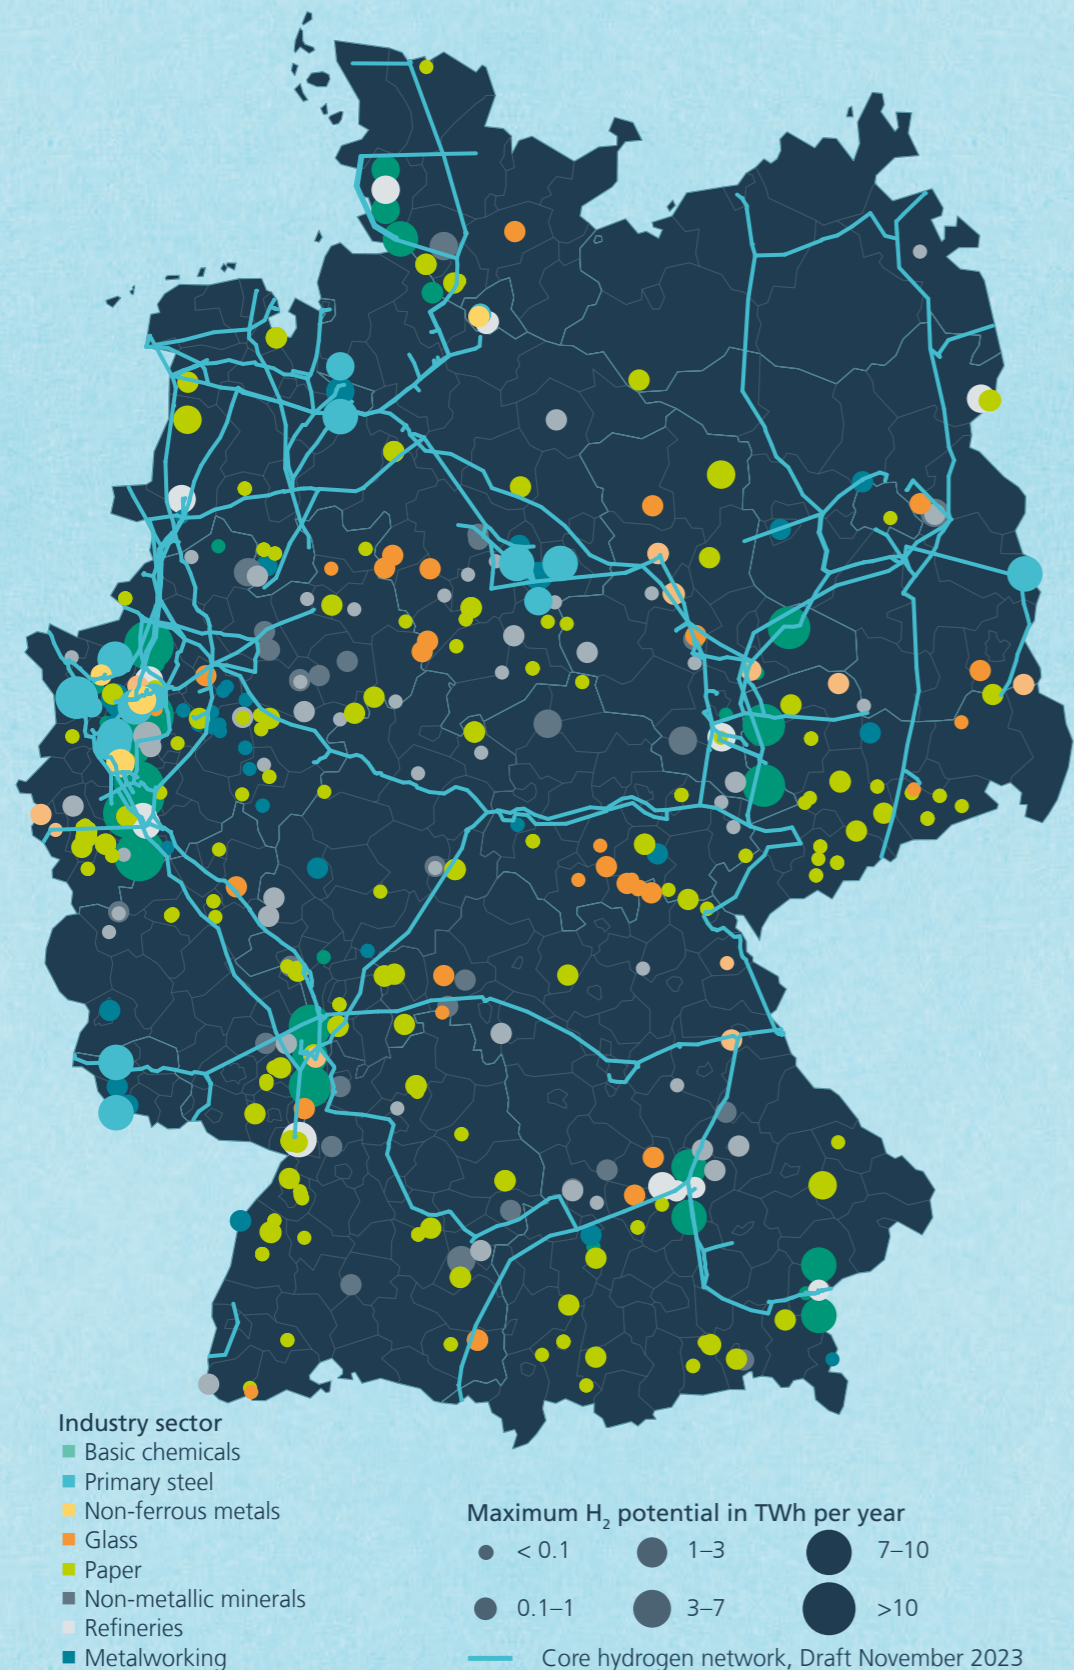 Industry sector
Basic chemicals
Primary steel
Non-ferrous metals
Glass
Paper
Non-metallic minerals
Refineries
Metalworking
Maximum H₂ potential in TWh per year
< 0.1
1–3
7–10
0.1–1
3–7
>10
Core hydrogen network, Draft November 2023